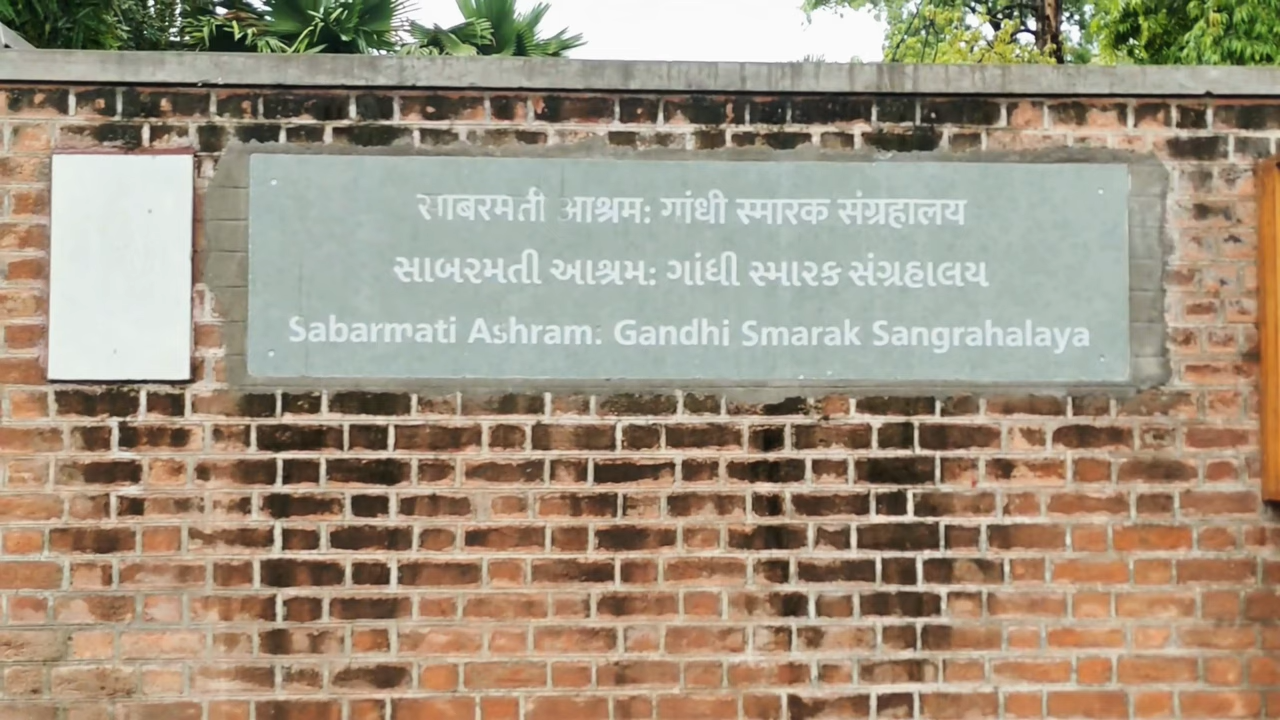 साबरमती आश्रम: गांधी स्मारक संग्रहालय
સાબરમતી આશ્રમ: ગાંધી સ્મારક સંગ્રહાલય
Sabarmati Ashram: Gandhi Smarak Sangrahalaya